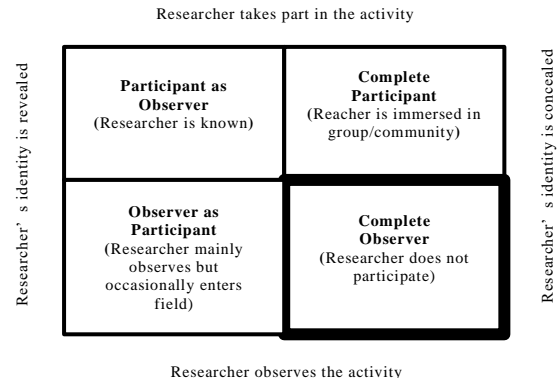 Researcher takes part in the activity
Researcher’ s identity is revealed
Participant as
Observer
(Researcher is known)
Complete
Participant
(Reacher is immersed in
group/community)
Observer as
Participant
(Researcher mainly
observes but
occasionally enters
field)
Complete
Observer
(Researcher does not
participate)
Researcher’ s identity is concealed
Researcher observes the activity